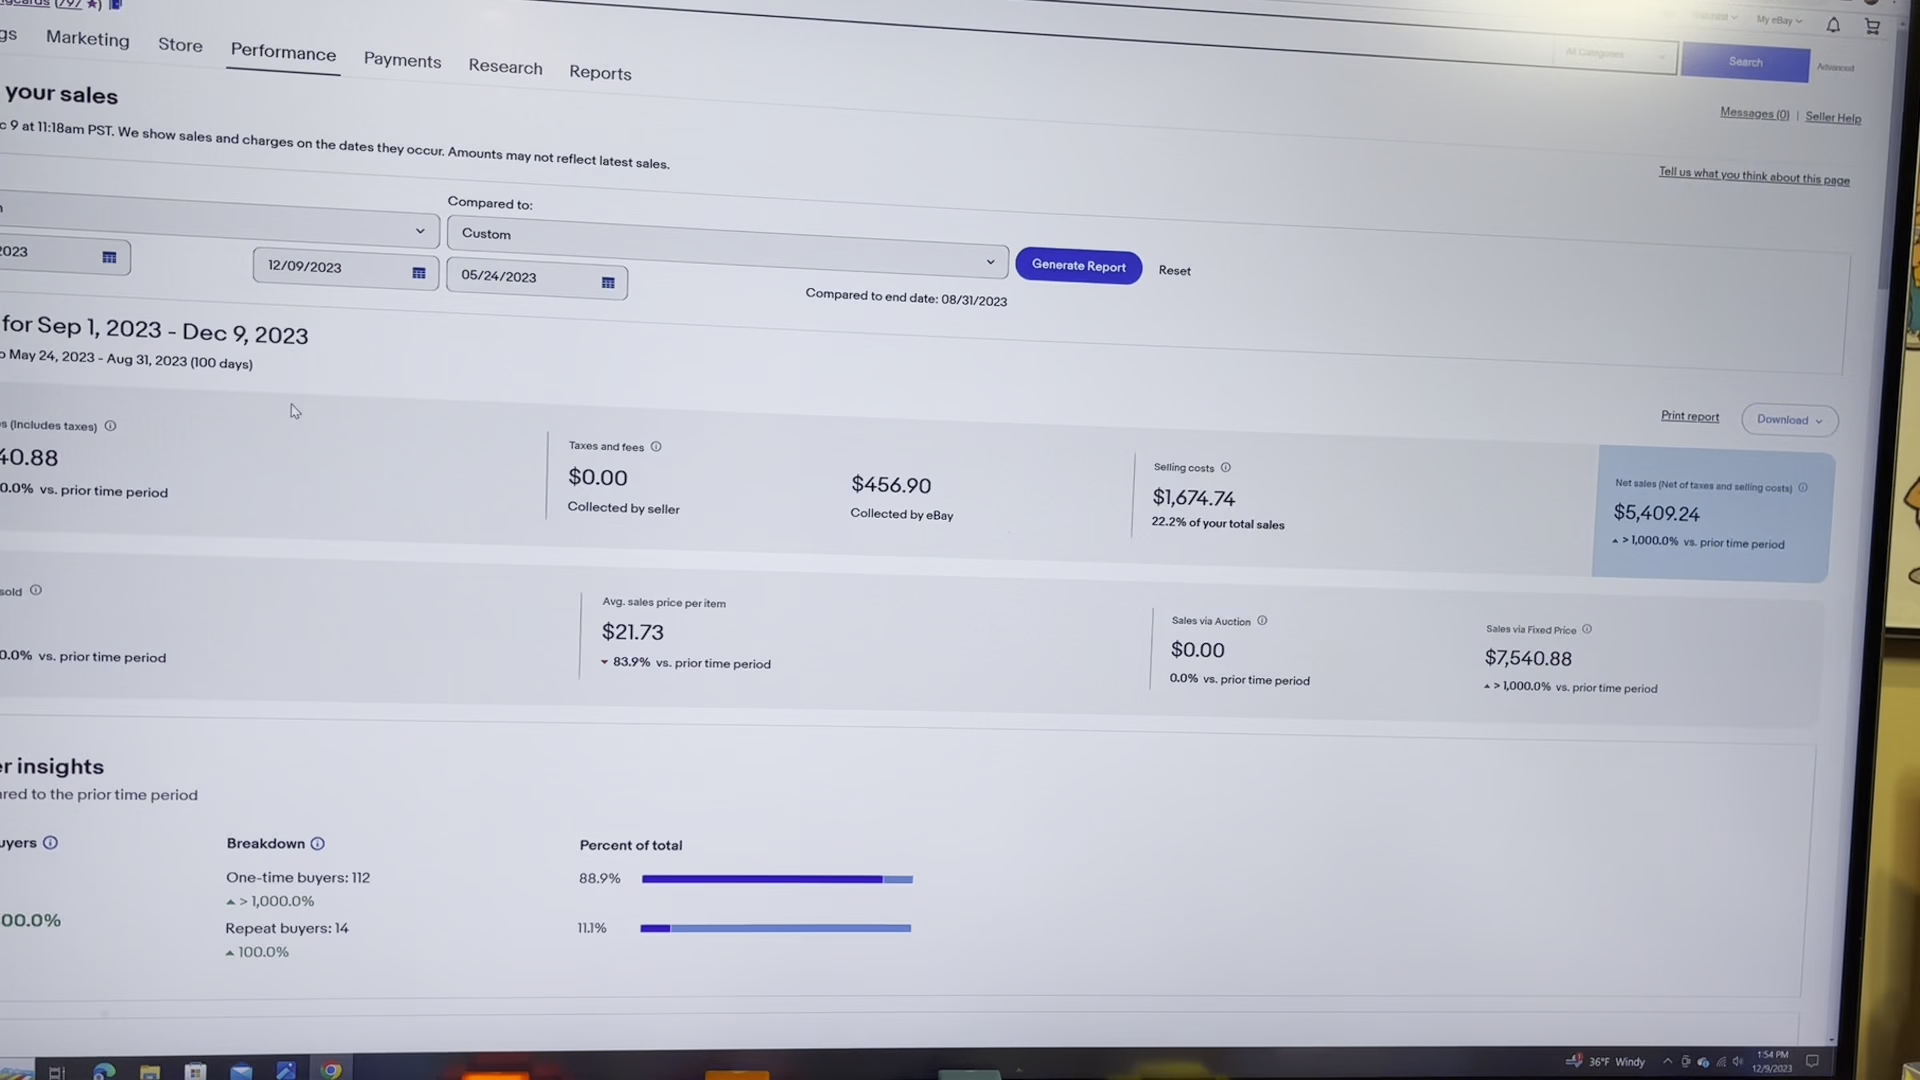 (797 ★)
My eBay
gs Marketing Store Performance Payments Research Reports
All Categories
Search
Advanced
Messages (0) | Seller Help
your sales
c 9 at 11:18am PST. We show sales and charges on the dates they occur. Amounts may not reflect latest sales.
Tell us what you think about this page
Compared to:
Custom
2023
12/09/2023
05/24/2023
Generate Report
Reset
Compared to end date: 08/31/2023
for Sep 1, 2023 - Dec 9, 2023
o May 24, 2023 - Aug 31, 2023 (100 days)
Print report
Download
s (Includes taxes)
40.88
0.0% vs. prior time period
Taxes and fees
$0.00
Collected by seller
$456.90
Collected by eBay
Selling costs
$1,674.74
22.2% of your total sales
Net sales (Net of taxes and selling costs)
$5,409.24
> 1,000.0% vs. prior time period
sold
0.0% vs. prior time period
Avg. sales price per item
$21.73
83.9% vs. prior time period
Sales via Auction
$0.00
0.0% vs. prior time period
Sales via Fixed Price
$7,540.88
> 1,000.0% vs. prior time period
er insights
ared to the prior time period
uyers
00.0%
Breakdown
One-time buyers: 112
> 1,000.0%
Repeat buyers: 14
100.0%
Percent of total
88.9%
11.1%
36°F Windy
1:54 PM
12/9/2023